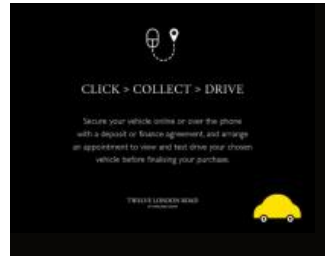 CLICK > COLLECT > DRIVE
Secure your vehicle online or over the phone
with a deposit or finance agreement, and arrange
an appointment to view and test drive your chosen
vehicle before finalising your purchase.
TWELVE LONDON ROAD